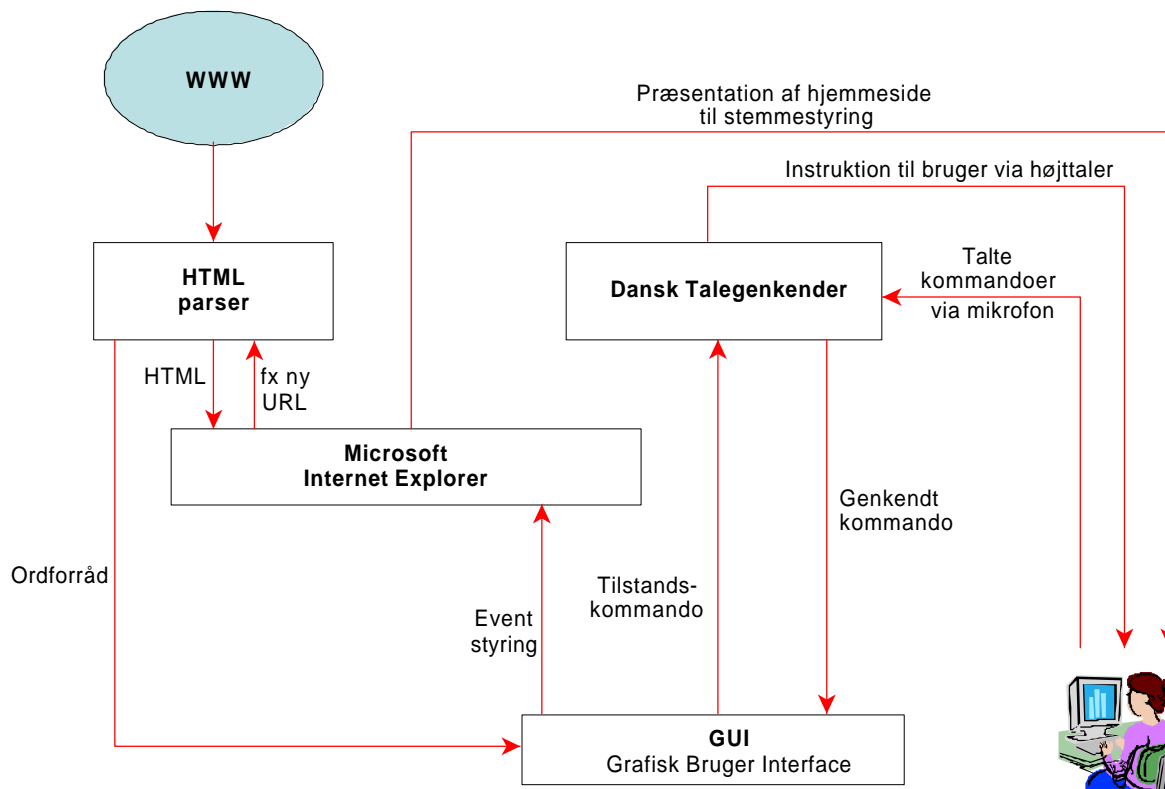 WWW
Præsentation af hjemmeside
til stemmestyring
Instruktion til bruger via højttaler
HTML
parser
Dansk Talegenkender
Talte
kommandoer
via mikrofon
HTML
fx ny
URL
Microsoft
Internet Explorer
Genkendt
kommando
Ordforråd
Tilstands-
kommando
Event
styring
GUI
Grafisk Bruger Interface